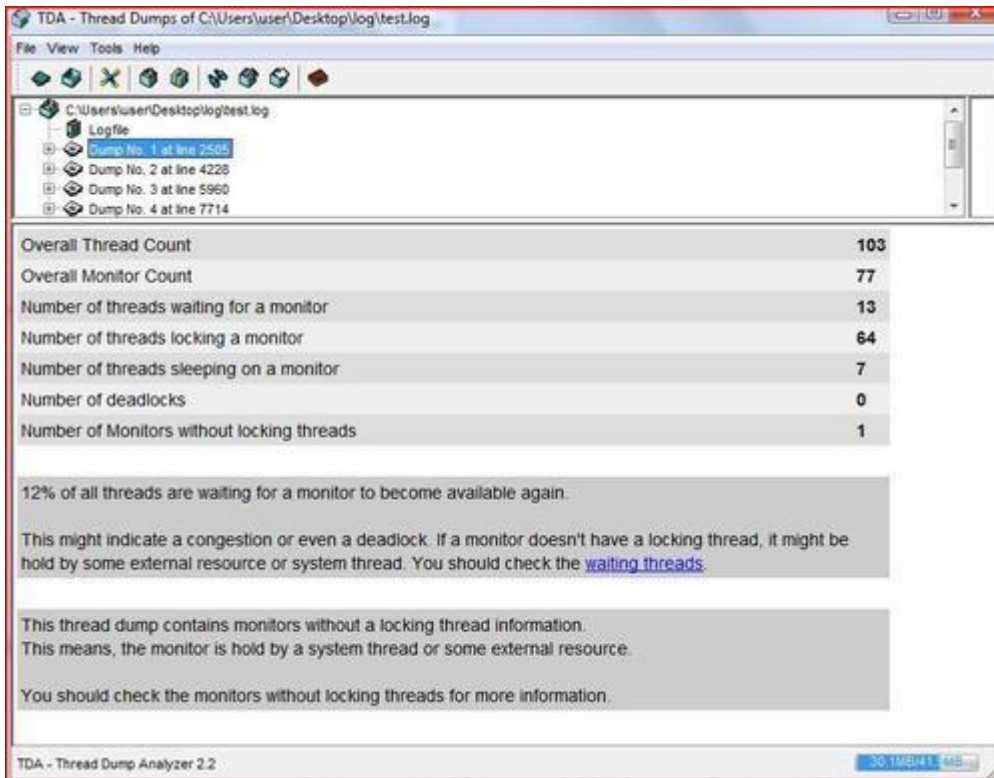 TDA - Thread Dumps of C:\Users\user\Desktop\log\test.log
File View Tools Help
C:\Users\user\Desktop\log\test.log
Logfile
Dump No. 1 at line 2505
Dump No. 2 at line 4228
Dump No. 3 at line 5960
Dump No. 4 at line 7714
Overall Thread Count 103
Overall Monitor Count 77
Number of threads waiting for a monitor 13
Number of threads locking a monitor 64
Number of threads sleeping on a monitor 7
Number of deadlocks 0
Number of Monitors without locking threads 1
12% of all threads are waiting for a monitor to become available again.
This might indicate a congestion or even a deadlock. If a monitor doesn't have a locking thread, it might be
hold by some external resource or system thread. You should check the waiting threads.
This thread dump contains monitors without a locking thread information.
This means, the monitor is hold by a system thread or some external resource.
You should check the monitors without locking threads for more information.
TDA - Thread Dump Analyzer 2.2